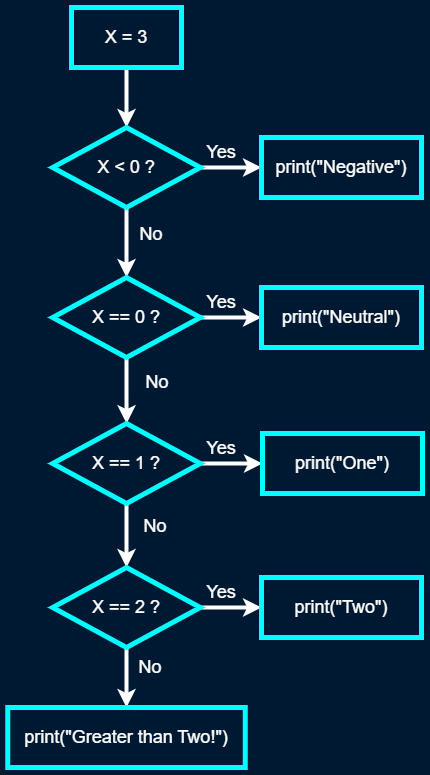 X = 3
X < 0 ?
Yes
print("Negative")
No
X == 0 ?
Yes
print("Neutral")
No
X == 1 ?
Yes
print("One")
No
X == 2 ?
Yes
print("Two")
No
print("Greater than Two!")